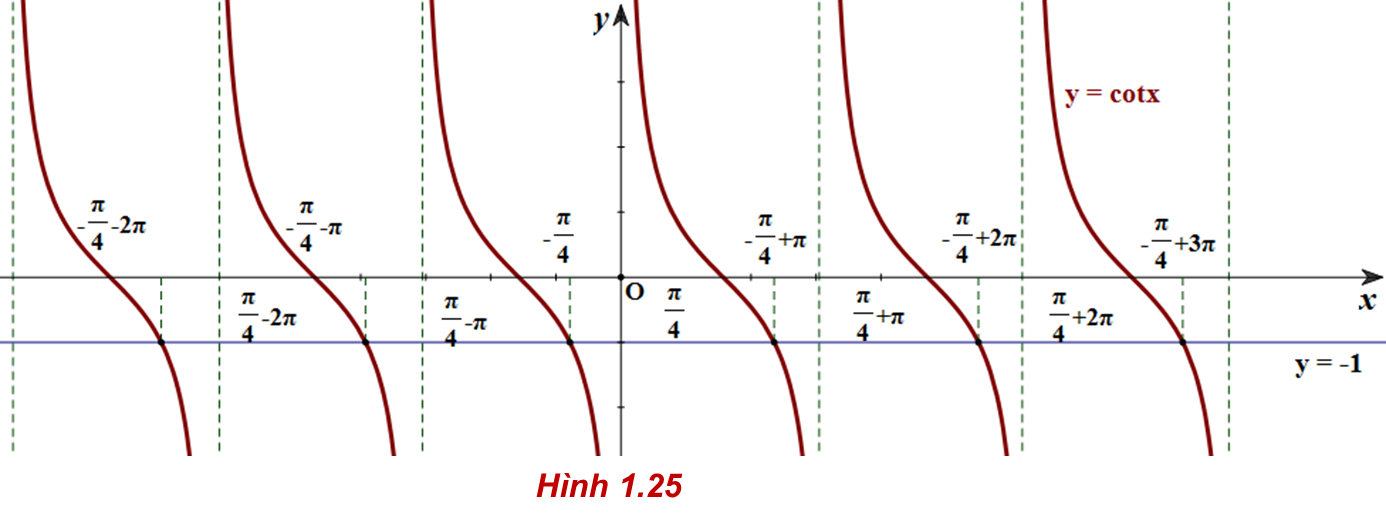 y
y = cotx
-π/4-2π
-π/4-π
-π/4
-π/4+π
-π/4+2π
-π/4+3π
O
x
π/4-2π
π/4-π
π/4
π/4+π
π/4+2π
y = -1
Hình 1.25